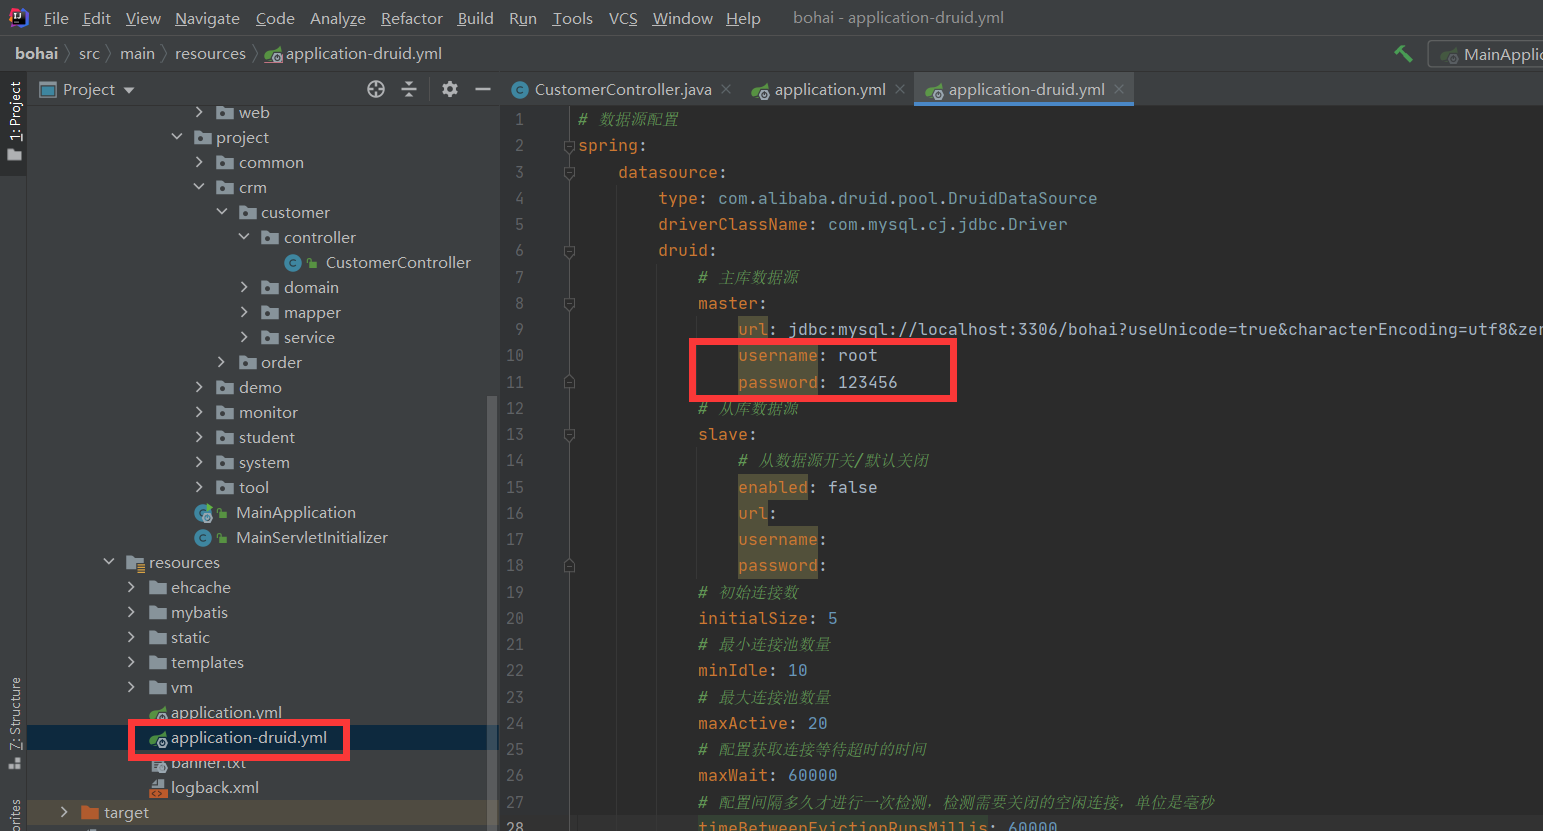 File Edit View Navigate Code Analyze Refactor Build Run Tools VCS Window Help bohai - application-druid.yml
bohai src main resources application-druid.yml
MainApplic
1: Project
Project
CustomerController.java
application.yml
application-druid.yml
web
project
common
crm
customer
controller
CustomerController
domain
mapper
service
order
demo
monitor
student
system
tool
MainApplication
MainServletInitializer
resources
ehcache
mybatis
static
templates
vm
application.yml
application-druid.yml
banner.txt
logback.xml
target
7: Structure
orites
1 # 数据源配置
2 spring:
3 datasource:
4 type: com.alibaba.druid.pool.DruidDataSource
5 driverClassName: com.mysql.cj.jdbc.Driver
6 druid:
7 # 主库数据源
8 master:
9 url: jdbc:mysql://localhost:3306/bohai?useUnicode=true&characterEncoding=utf8&zer
10 username: root
11 password: 123456
12 # 从库数据源
13 slave:
14 # 从数据源开关/默认关闭
15 enabled: false
16 url:
17 username:
18 password:
19 # 初始连接数
20 initialSize: 5
21 # 最小连接池数量
22 minIdle: 10
23 # 最大连接池数量
24 maxActive: 20
25 # 配置获取连接等待超时的时间
26 maxWait: 60000
27 # 配置间隔多久才进行一次检测，检测需要关闭的空闲连接，单位是毫秒
28 timeBetweenEvictionRunsMillis: 60000